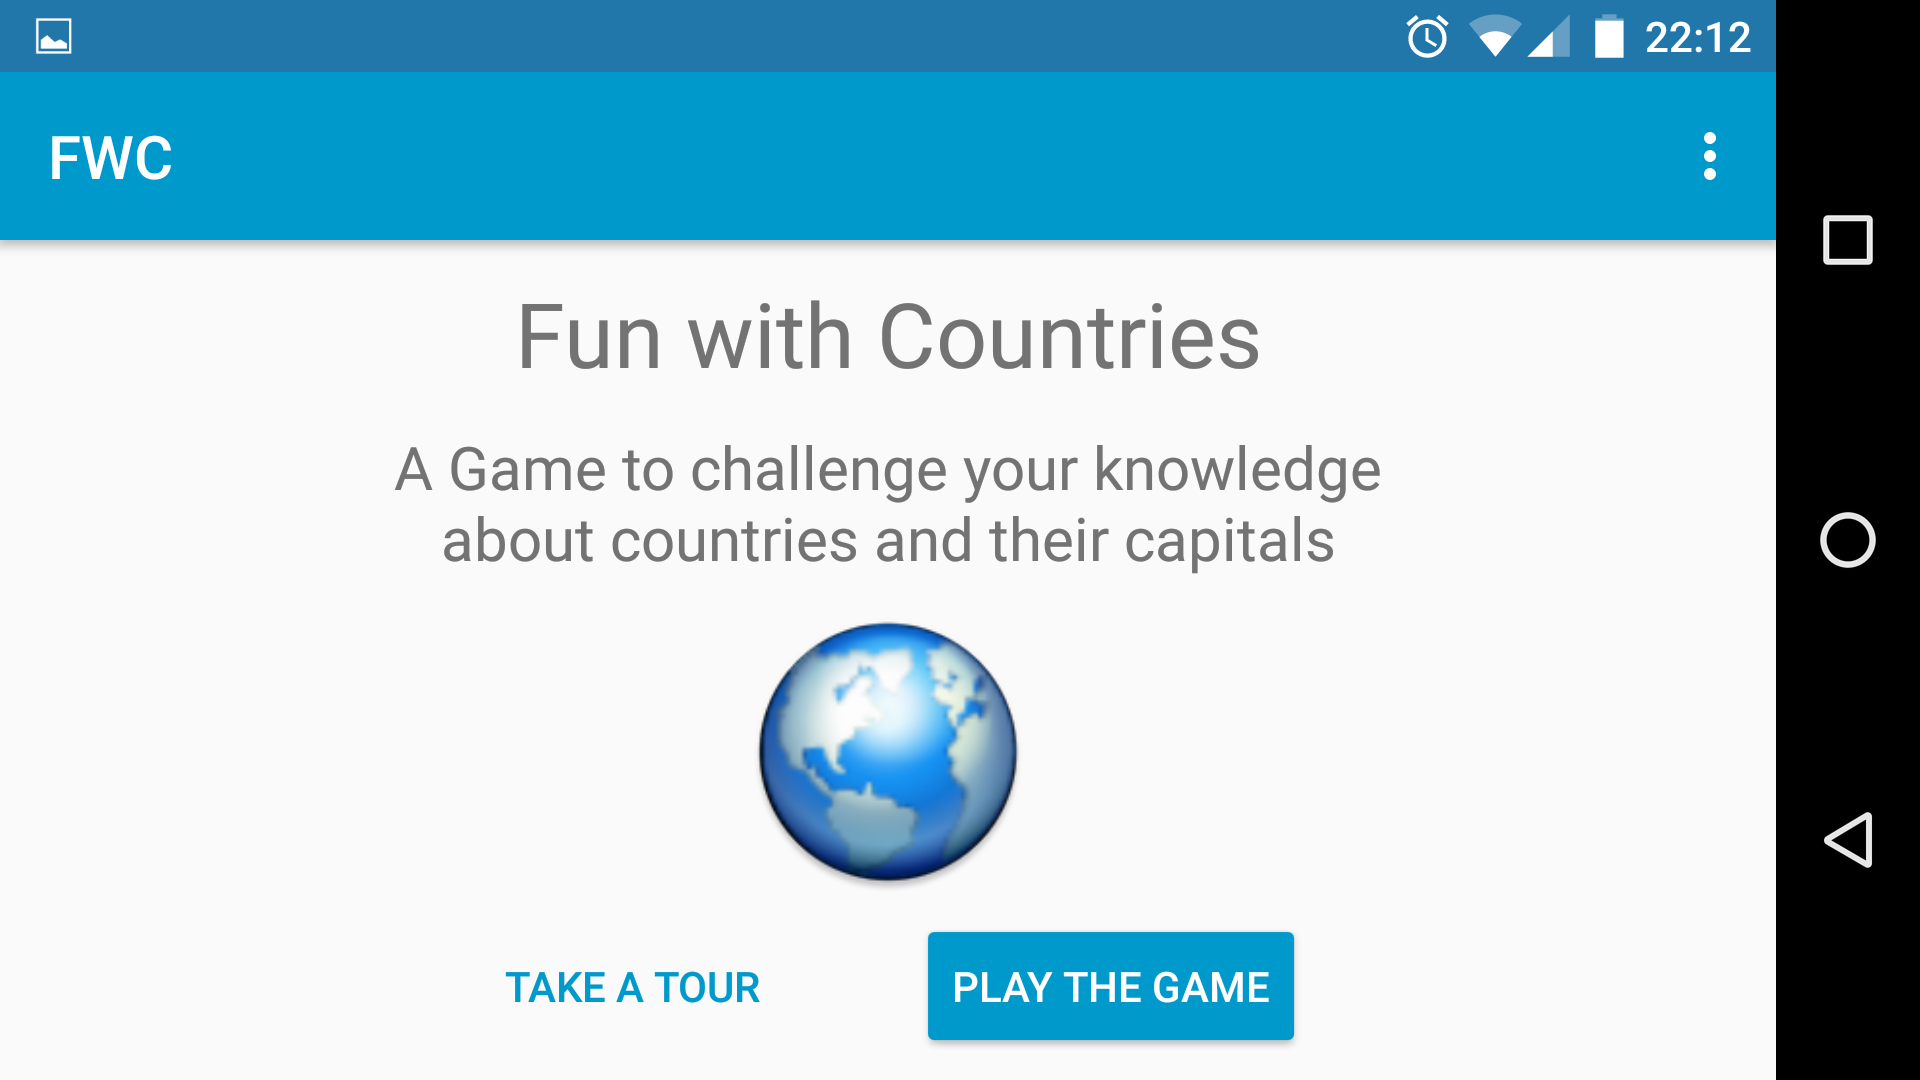 22:12
FWC
Fun with Countries
A Game to challenge your knowledge
about countries and their capitals
TAKE A TOUR
PLAY THE GAME